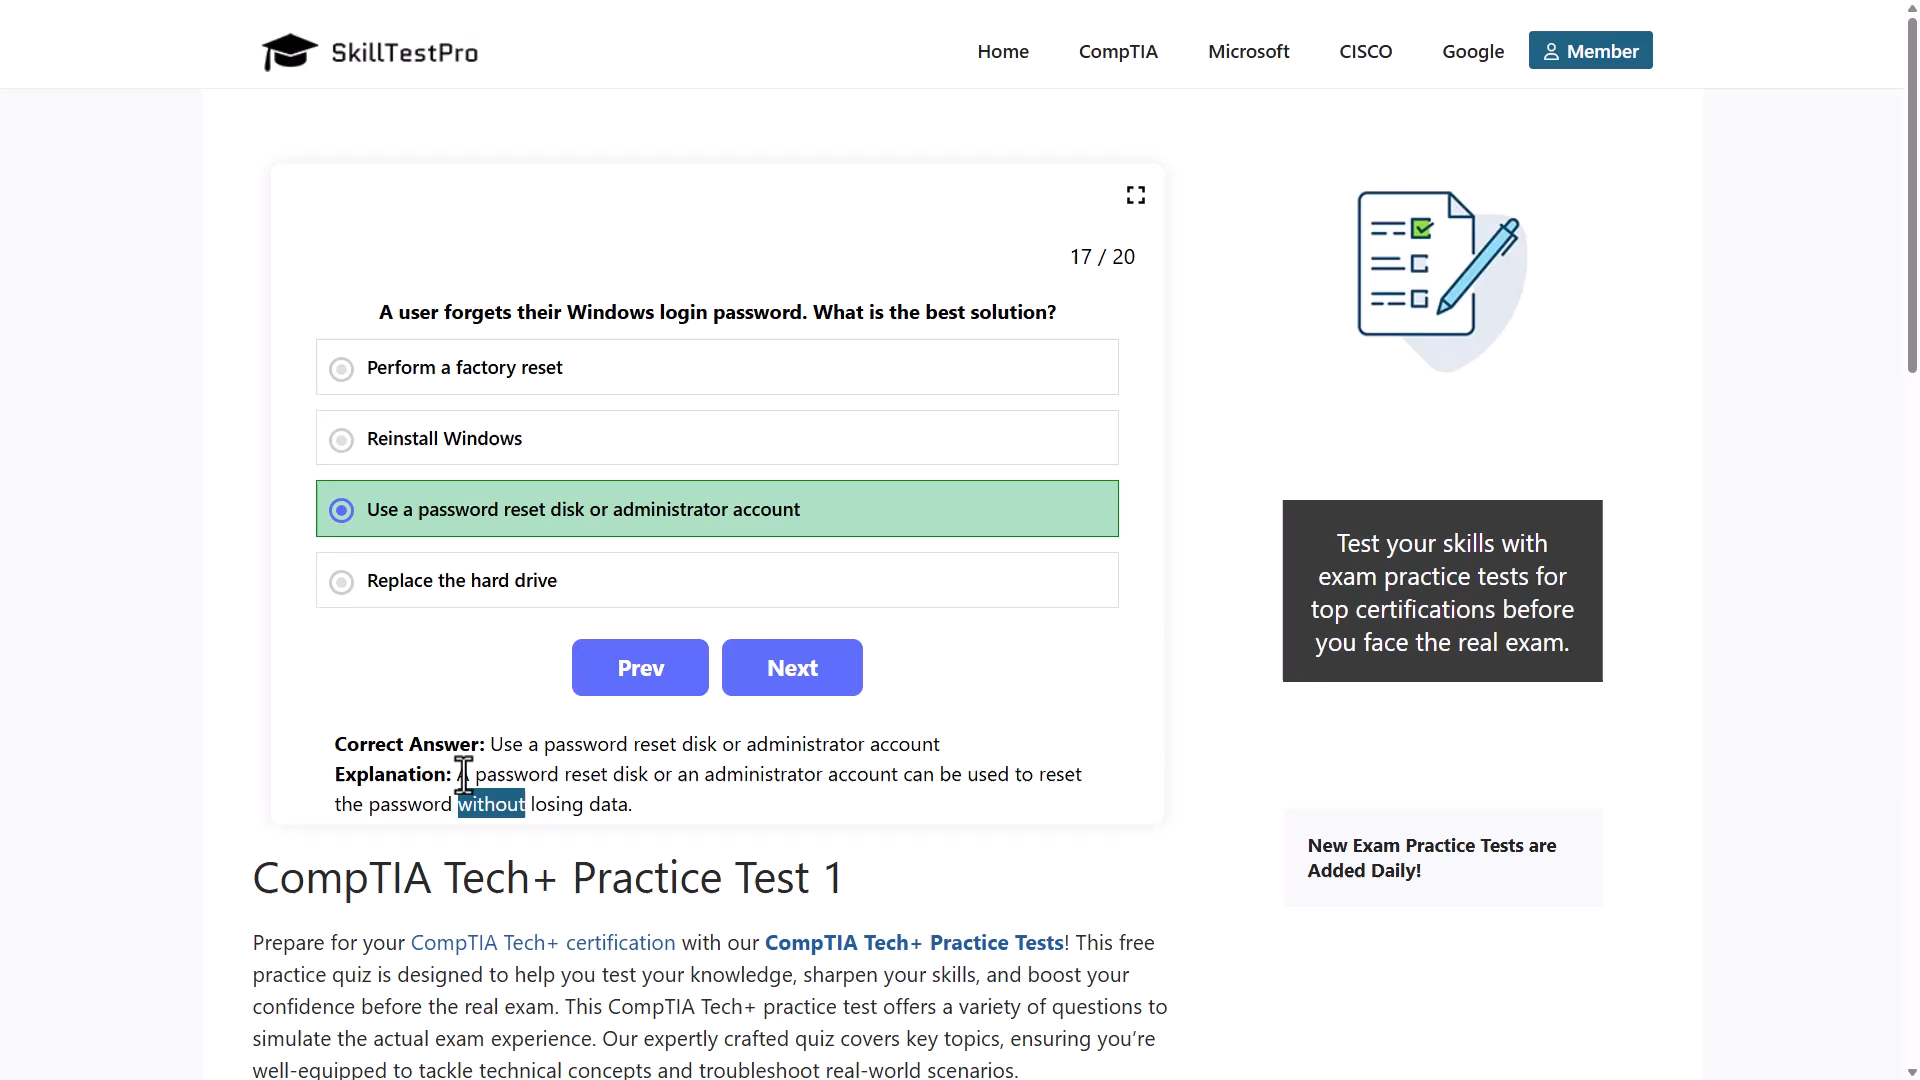 SkillTestPro
Home
CompTIA
Microsoft
CISCO
Google
Member
17 / 20
A user forgets their Windows login password. What is the best solution?
Perform a factory reset
Reinstall Windows
Use a password reset disk or administrator account
Replace the hard drive
Prev
Next
Correct Answer: Use a password reset disk or administrator account
Explanation: A password reset disk or an administrator account can be used to reset
the password without losing data.
Test your skills with
exam practice tests for
top certifications before
you face the real exam.
New Exam Practice Tests are
Added Daily!
CompTIA Tech+ Practice Test 1
Prepare for your CompTIA Tech+ certification with our CompTIA Tech+ Practice Tests! This free
practice quiz is designed to help you test your knowledge, sharpen your skills, and boost your
confidence before the real exam. This CompTIA Tech+ practice test offers a variety of questions to
simulate the actual exam experience. Our expertly crafted quiz covers key topics, ensuring you’re
well-equipped to tackle technical concepts and troubleshoot real-world scenarios.